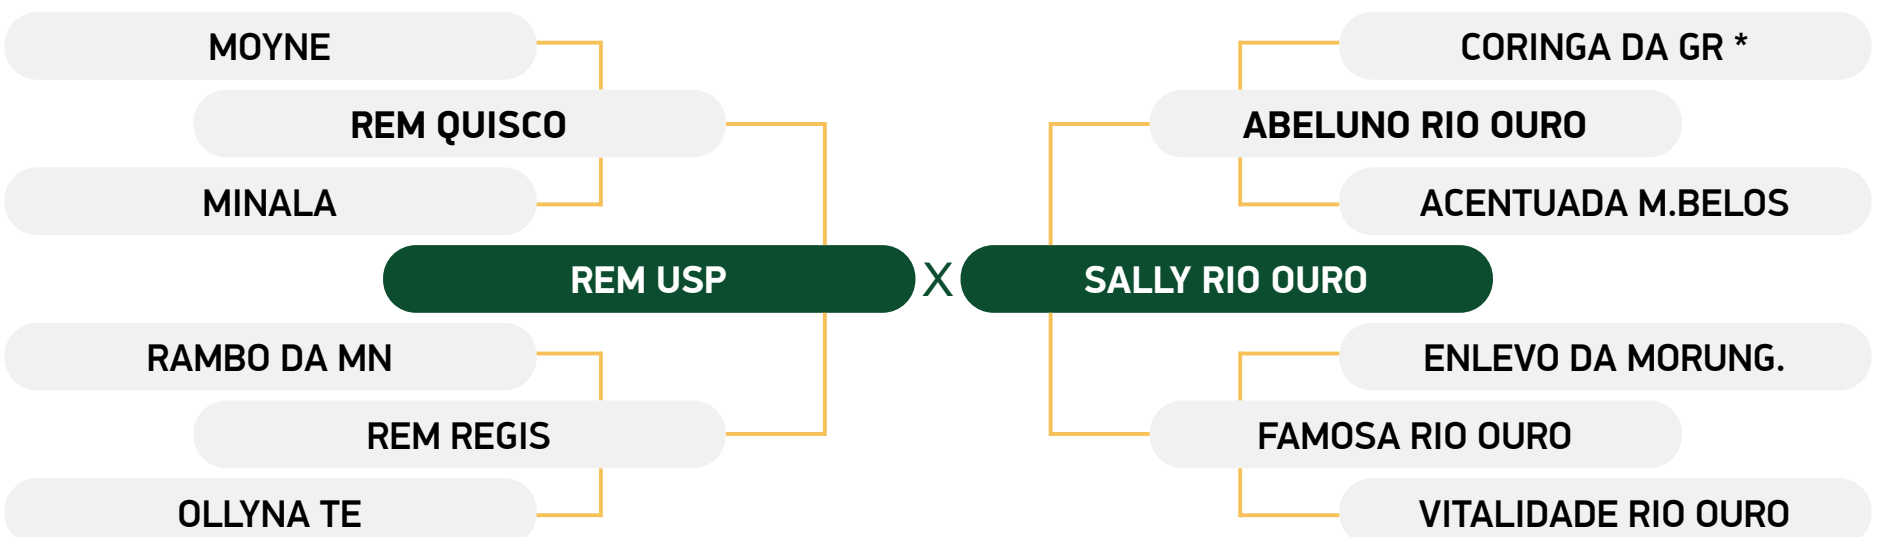 MOYNE
CORINGA DA GR *
REM QUISCO
ABELUNO RIO OURO
MINALA
ACENTUADA M.BELOS
REM USP X SALLY RIO OURO
RAMBO DA MN
ENLEVO DA MORUNG.
REM REGIS
FAMOSA RIO OURO
OLLYNA TE
VITALIDADE RIO OURO